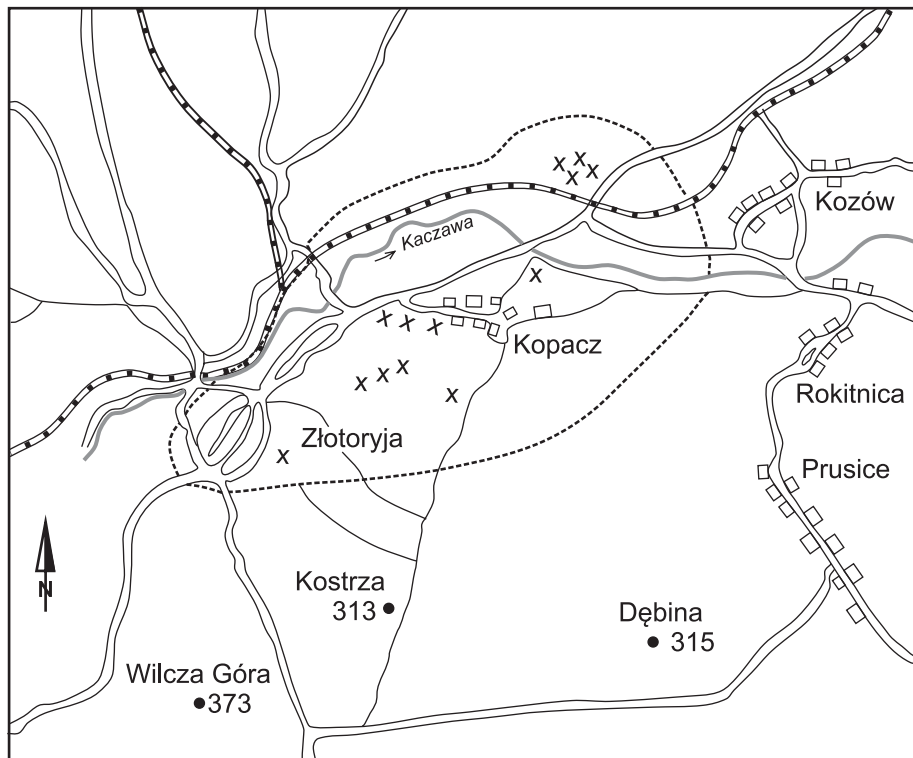 Kozów
Kaczawa
Kopacz
Rokitnica
Złotoryja
Prusice
N
Kostrza
313
Dębina
315
Wilcza Góra
373
x x x x
x
x x x
x x x
x
x